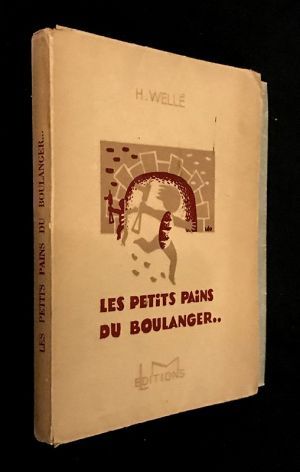 LES PETITS PAINS DU BOULANGER...
H. WELLÉ
LES PETITS PAINS
DU BOULANGER..
EDITIONS